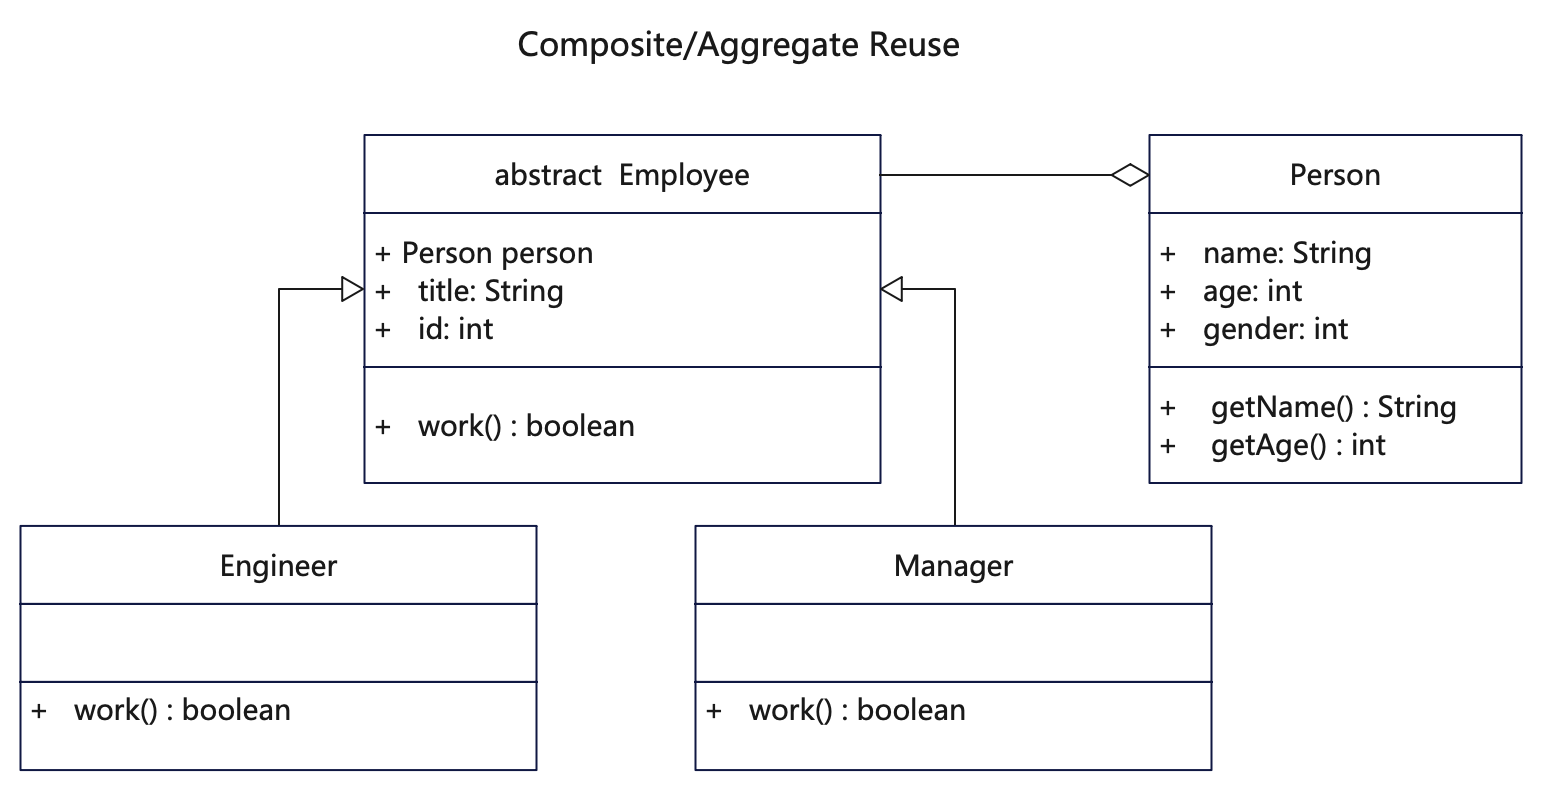 Composite/Aggregate Reuse
abstract  Employee
+ Person person
+ title: String
+ id: int
+ work() : boolean
Person
+ name: String
+ age: int
+ gender: int
+ getName() : String
+ getAge() : int
Engineer
+ work() : boolean
Manager
+ work() : boolean